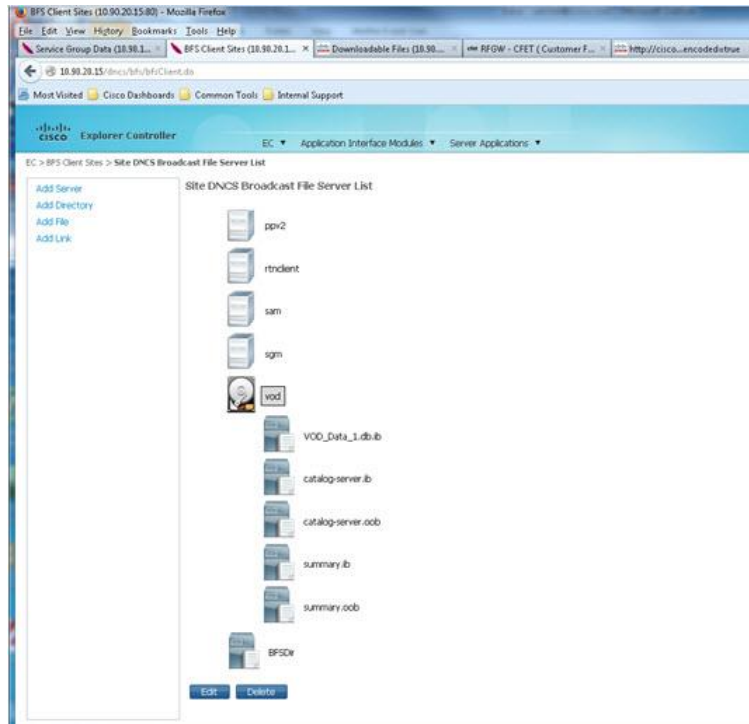 BFS Client Sites (10.90.20.15:80) - Mozilla Firefox
File Edit View History Bookmarks Tools Help
Service Group Data (10.90.1... × BFS Client Sites (10.90.20.1... × Downloadable Files (10.90.... × RFGW - CFET ( Customer F... × http://cisco...encoded=true
10.90.20.15/dncs/bfs/bfsClient.do
Most Visited Cisco Dashboards Common Tools Internal Support
CISCO Explorer Controller
EC ▼ Application Interface Modules ▼ Server Applications ▼
EC > BFS Client Sites > Site DNCS Broadcast File Server List
Add Server
Add Directory
Add File
Add Link
Site DNCS Broadcast File Server List
ppv2
rtnclient
sam
sgm
vod
VOD_Data_1.db.ib
catalog-server.ib
catalog-server.oob
summary.ib
summary.oob
BFSDir
Edit Delete